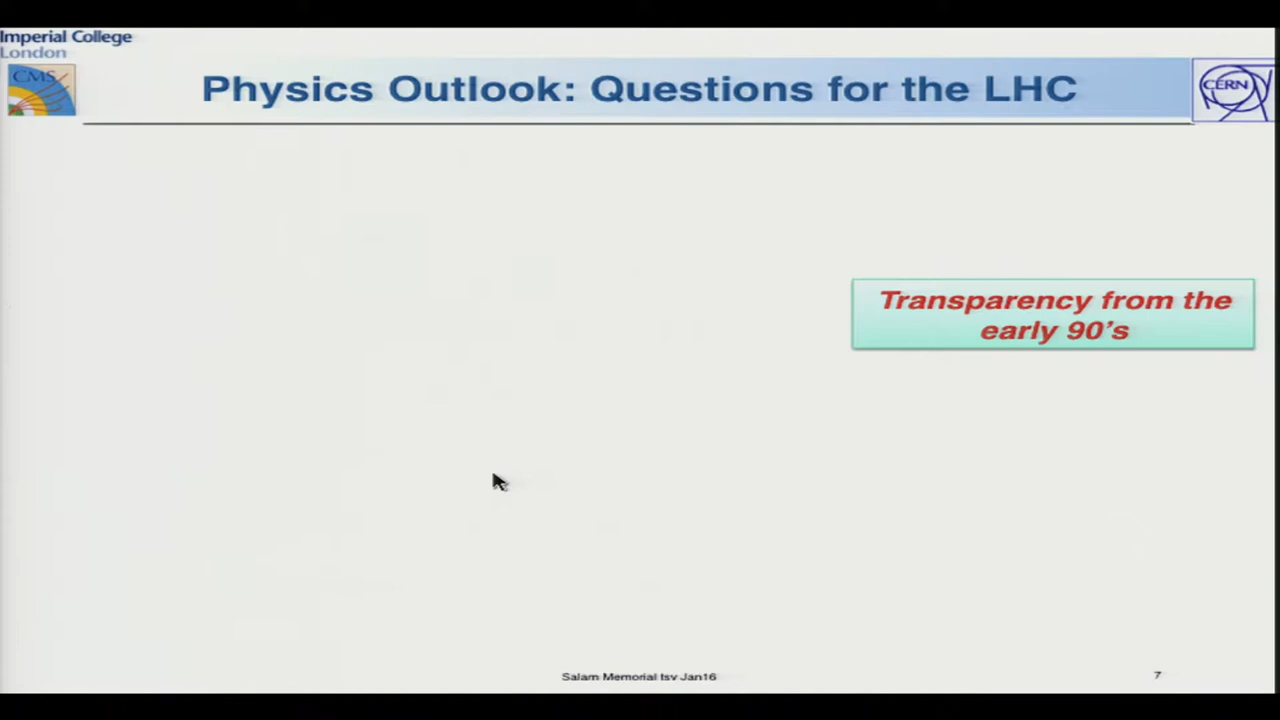 Imperial College
London
CMS
Physics Outlook: Questions for the LHC
CERN
Transparency from the
early 90's
Salam Memorial tsv Jan16
7